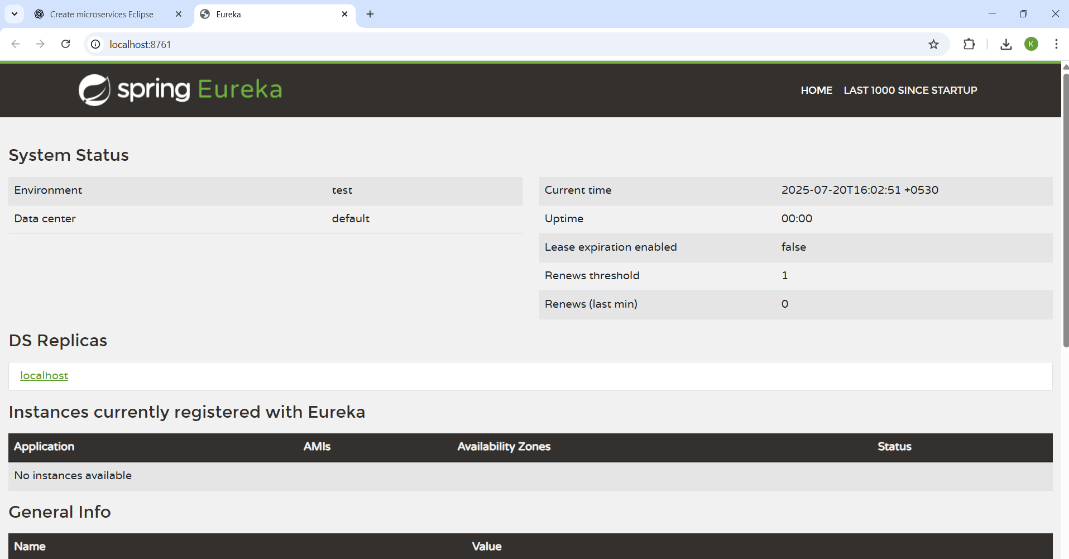 Create microservices Eclipse
Eureka
localhost:8761
K
spring Eureka
HOME LAST 1000 SINCE STARTUP
System Status
Environment test
Data center default
Current time 2025-07-20T16:02:51 +0530
Uptime 00:00
Lease expiration enabled false
Renews threshold 1
Renews (last min) 0
DS Replicas
localhost
Instances currently registered with Eureka
Application AMIs Availability Zones Status
No instances available
General Info
Name Value